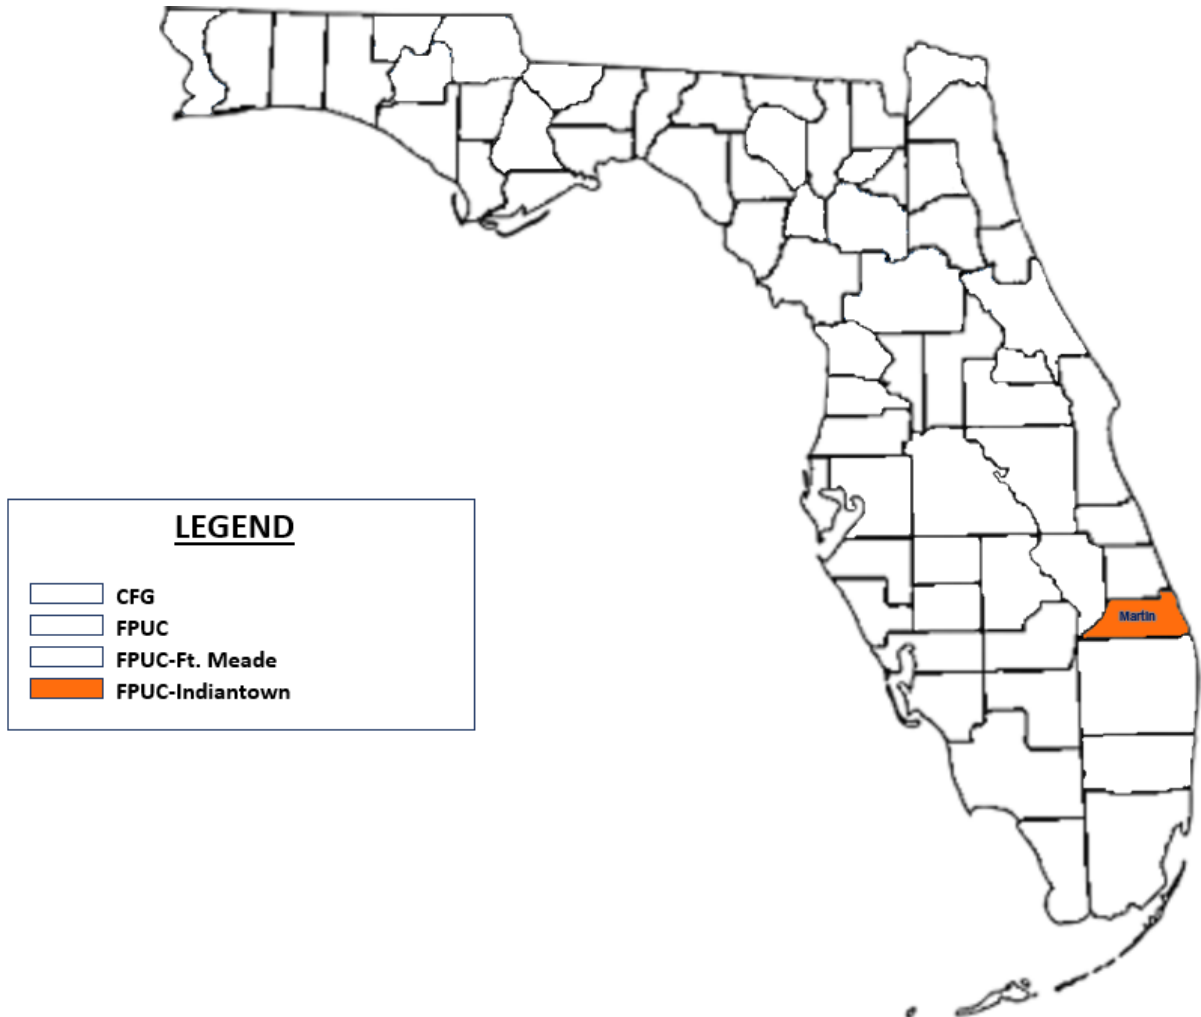 LEGEND
CFG
FPUC
FPUC-Ft. Meade
FPUC-Indiantown
Martin